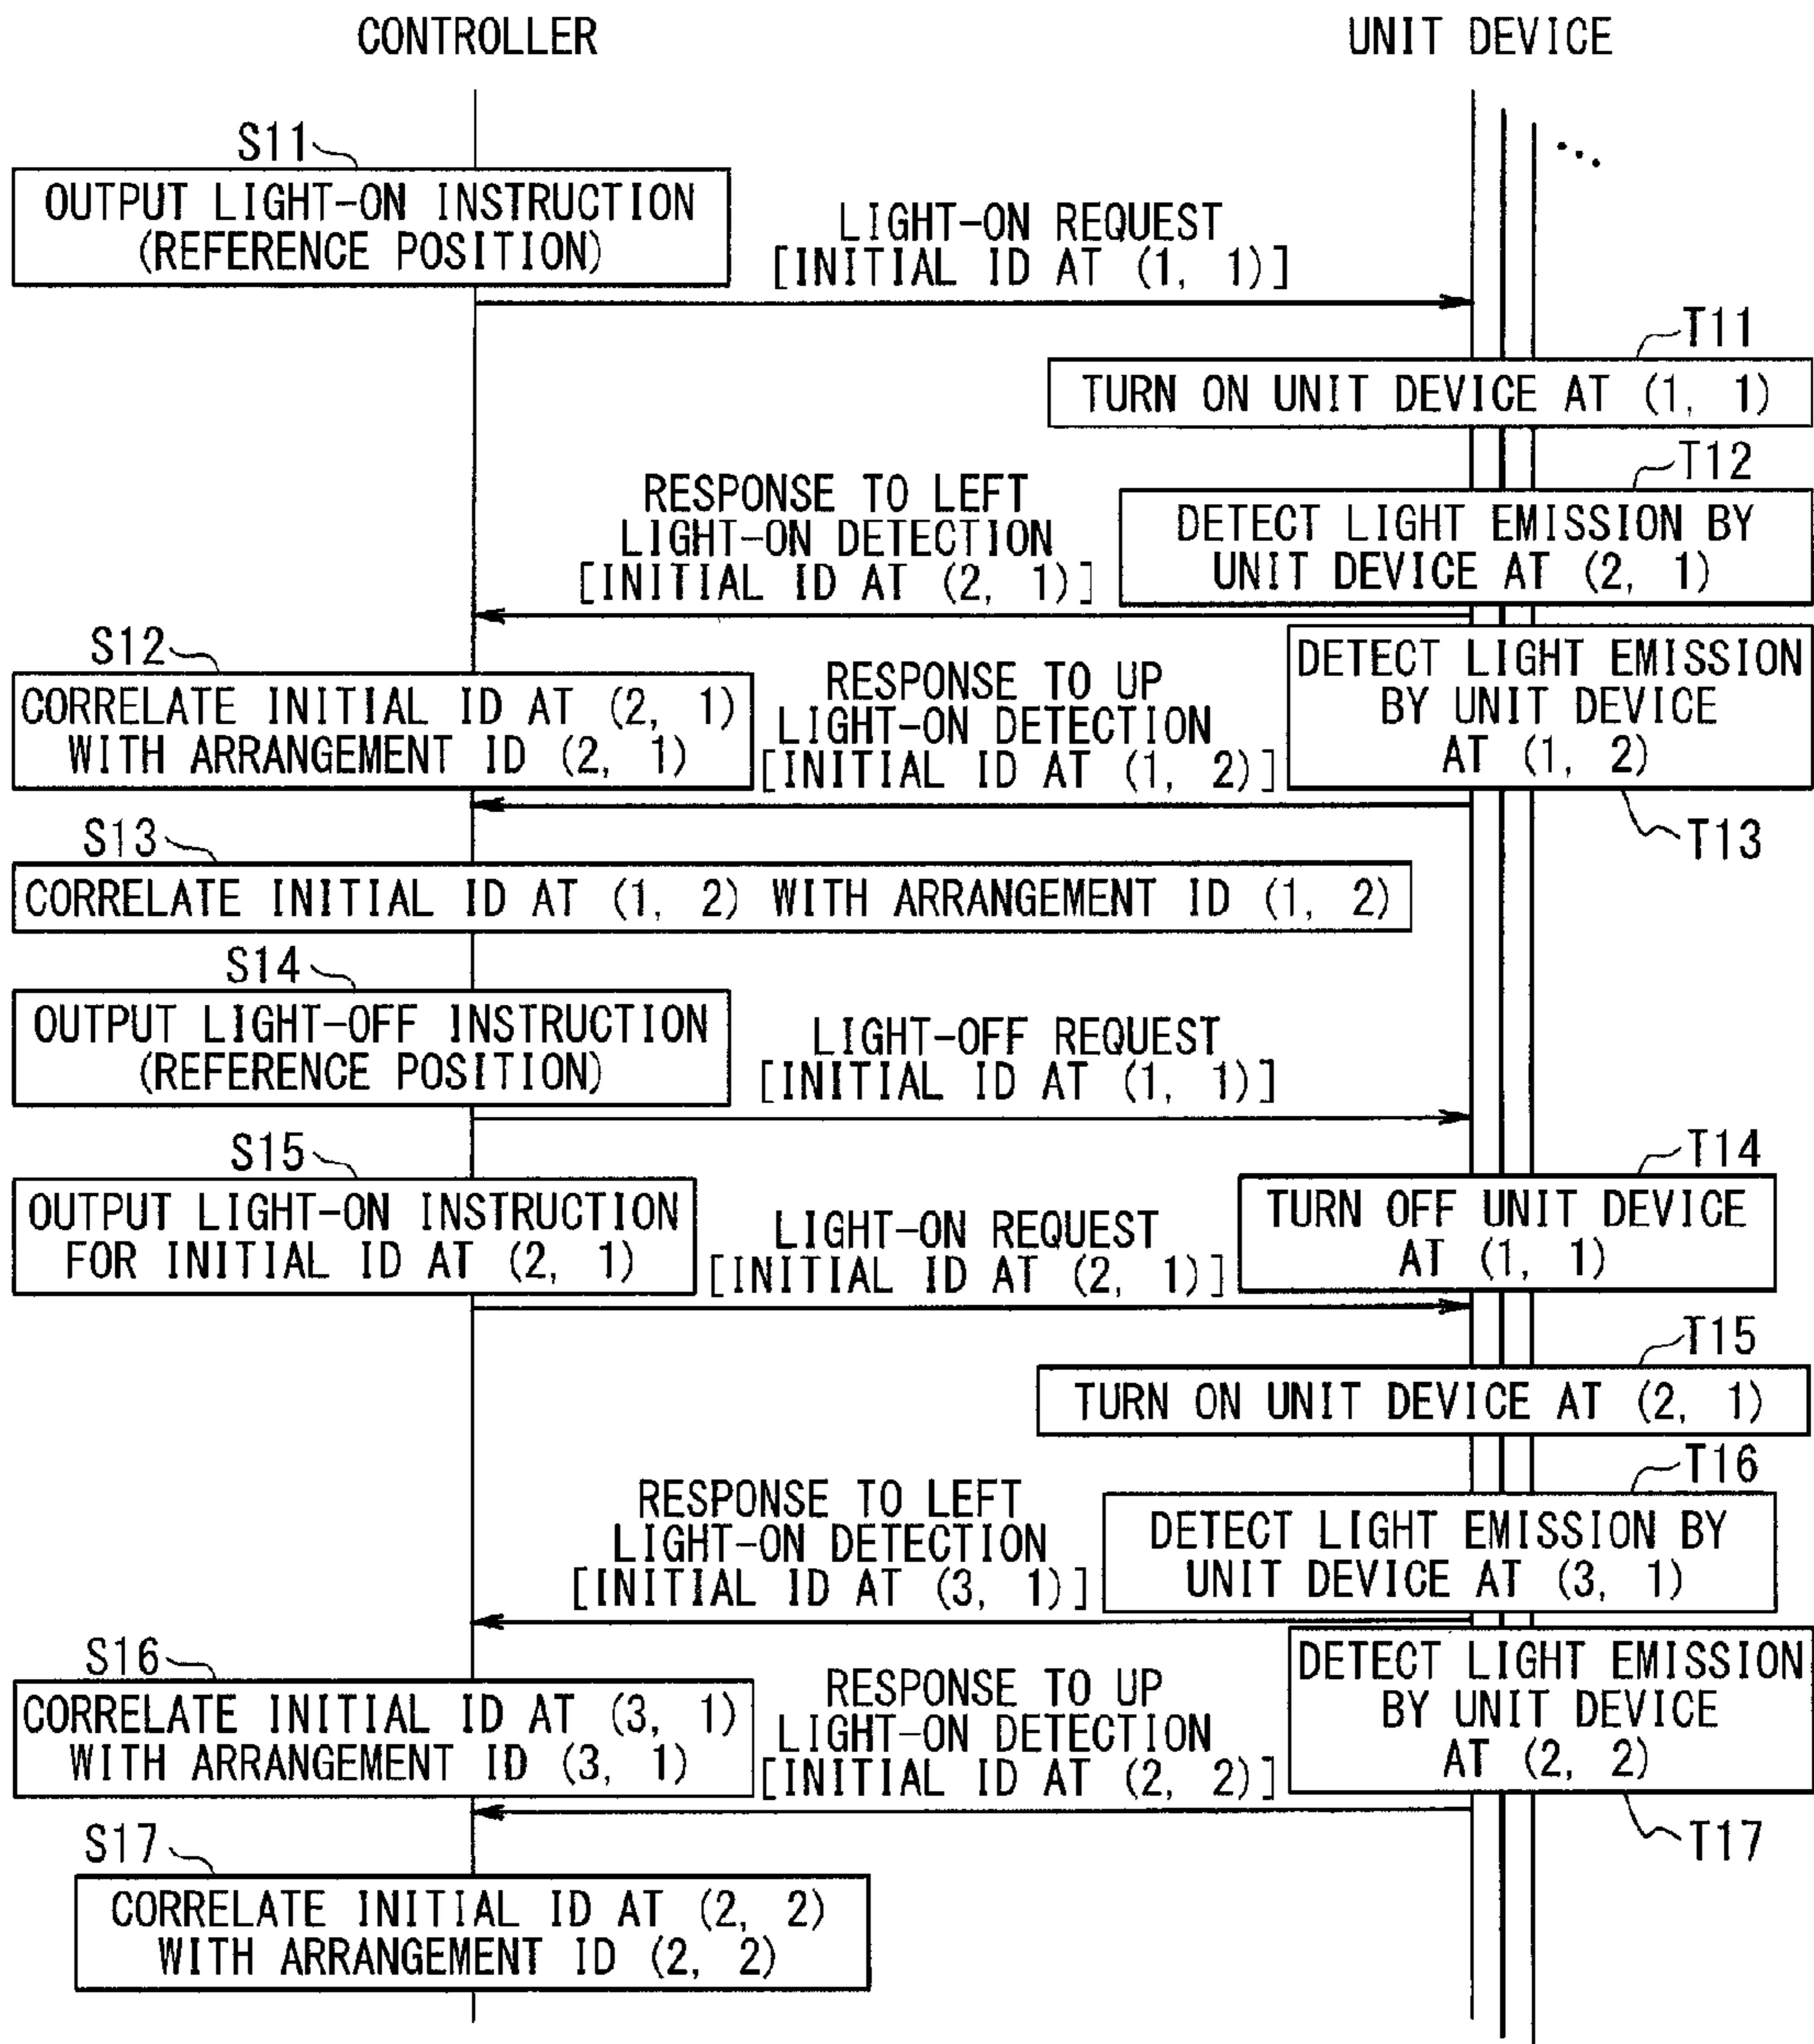 CONTROLLER
UNIT DEVICE
S11
OUTPUT LIGHT-ON INSTRUCTION
(REFERENCE POSITION)
LIGHT-ON REQUEST
[INITIAL ID AT (1, 1)]
T11
TURN ON UNIT DEVICE AT (1, 1)
T12
DETECT LIGHT EMISSION BY
UNIT DEVICE AT (2, 1)
RESPONSE TO LEFT
LIGHT-ON DETECTION
[INITIAL ID AT (2, 1)]
S12
CORRELATE INITIAL ID AT (2, 1)
WITH ARRANGEMENT ID (2, 1)
DETECT LIGHT EMISSION
BY UNIT DEVICE
AT (1, 2)
T13
RESPONSE TO UP
LIGHT-ON DETECTION
[INITIAL ID AT (1, 2)]
S13
CORRELATE INITIAL ID AT (1, 2) WITH ARRANGEMENT ID (1, 2)
S14
OUTPUT LIGHT-OFF INSTRUCTION
(REFERENCE POSITION)
LIGHT-OFF REQUEST
[INITIAL ID AT (1, 1)]
T14
TURN OFF UNIT DEVICE
AT (1, 1)
S15
OUTPUT LIGHT-ON INSTRUCTION
FOR INITIAL ID AT (2, 1)
LIGHT-ON REQUEST
[INITIAL ID AT (2, 1)]
T15
TURN ON UNIT DEVICE AT (2, 1)
T16
DETECT LIGHT EMISSION BY
UNIT DEVICE AT (3, 1)
RESPONSE TO LEFT
LIGHT-ON DETECTION
[INITIAL ID AT (3, 1)]
S16
CORRELATE INITIAL ID AT (3, 1)
WITH ARRANGEMENT ID (3, 1)
DETECT LIGHT EMISSION
BY UNIT DEVICE
AT (2, 2)
T17
RESPONSE TO UP
LIGHT-ON DETECTION
[INITIAL ID AT (2, 2)]
S17
CORRELATE INITIAL ID AT (2, 2)
WITH ARRANGEMENT ID (2, 2)